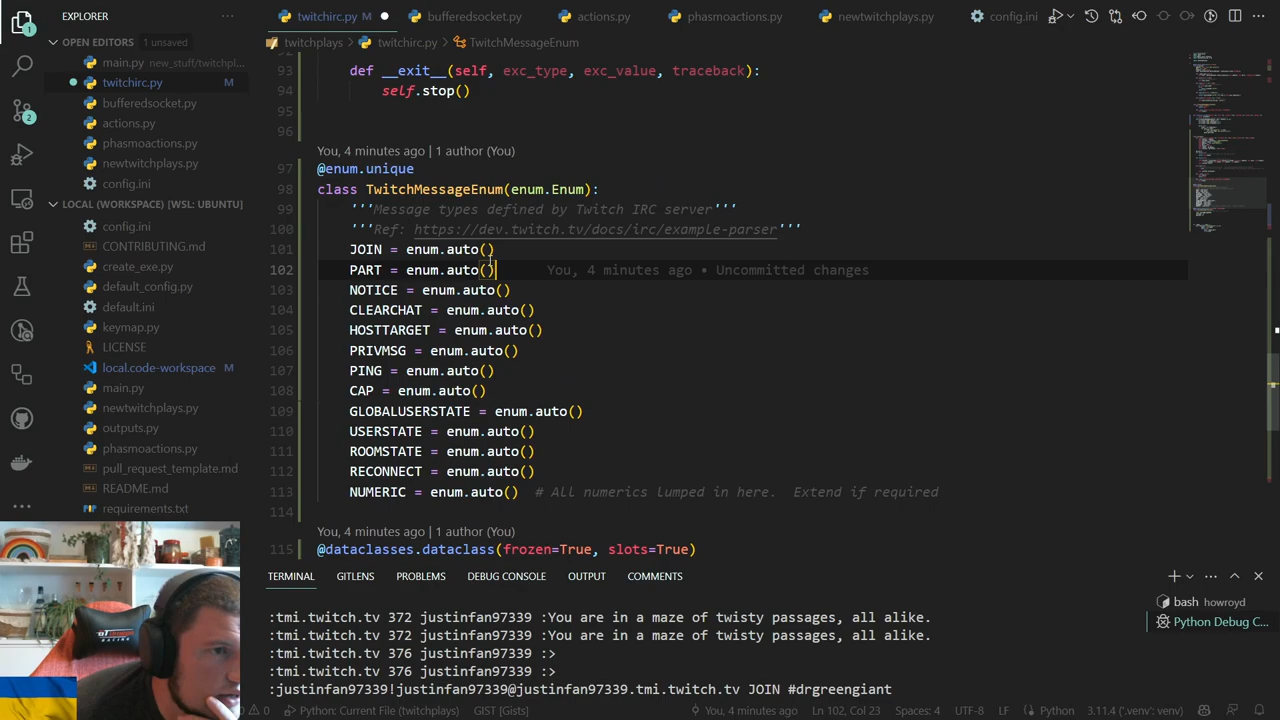 EXPLORER
twitchirc.py M
bufferedsocket.py
actions.py
phasmoactions.py
newtwitchplays.py
config.ini
OPEN EDITORS 1 unsaved
twitchplays > twitchirc.py > TwitchMessageEnum
main.py new_stuff/twitchpl...
twitchirc.py M
bufferedsocket.py
actions.py
phasmoactions.py
newtwitchplays.py
config.ini
LOCAL (WORKSPACE) [WSL: UBUNTU]
config.ini
CONTRIBUTING.md
create_exe.py
default_config.py
default.ini
keymap.py
LICENSE
local.code-workspace M
main.py
newtwitchplays.py
outputs.py
phasmoactions.py
pull_request_template.md
README.md
requirements.txt
93 def __exit__(self, exc_type, exc_value, traceback):
94 self.stop()
95
96
You, 4 minutes ago | 1 author (You)
97 @enum.unique
98 class TwitchMessageEnum(enum.Enum):
99 '''Message types defined by Twitch IRC server'''
100 '''Ref: https://dev.twitch.tv/docs/irc/example-parser'''
101 JOIN = enum.auto()
102 PART = enum.auto() You, 4 minutes ago • Uncommitted changes
103 NOTICE = enum.auto()
104 CLEARCHAT = enum.auto()
105 HOSTTARGET = enum.auto()
106 PRIVMSG = enum.auto()
107 PING = enum.auto()
108 CAP = enum.auto()
109 GLOBALUSERSTATE = enum.auto()
110 USERSTATE = enum.auto()
111 ROOMSTATE = enum.auto()
112 RECONNECT = enum.auto()
113 NUMERIC = enum.auto() # All numerics lumped in here. Extend if required
114
You, 4 minutes ago | 1 author (You)
115 @dataclasses.dataclass(frozen=True, slots=True)
TERMINAL GITLENS PROBLEMS DEBUG CONSOLE OUTPUT COMMENTS
bash howroyd
Python Debug C...
:tmi.twitch.tv 372 justinfan97339 :You are in a maze of twisty passages, all alike.
:tmi.twitch.tv 372 justinfan97339 :You are in a maze of twisty passages, all alike.
:tmi.twitch.tv 376 justinfan97339 :>
:tmi.twitch.tv 376 justinfan97339 :>
:justinfan97339!justinfan97339@justinfan97339.tmi.twitch.tv JOIN #drgreengiant
0 Python: Current File (twitchplays) GIST [Gists] You, 4 minutes ago Ln 102, Col 23 Spaces: 4 UTF-8 LF Python 3.11.4 ('.venv': venv)